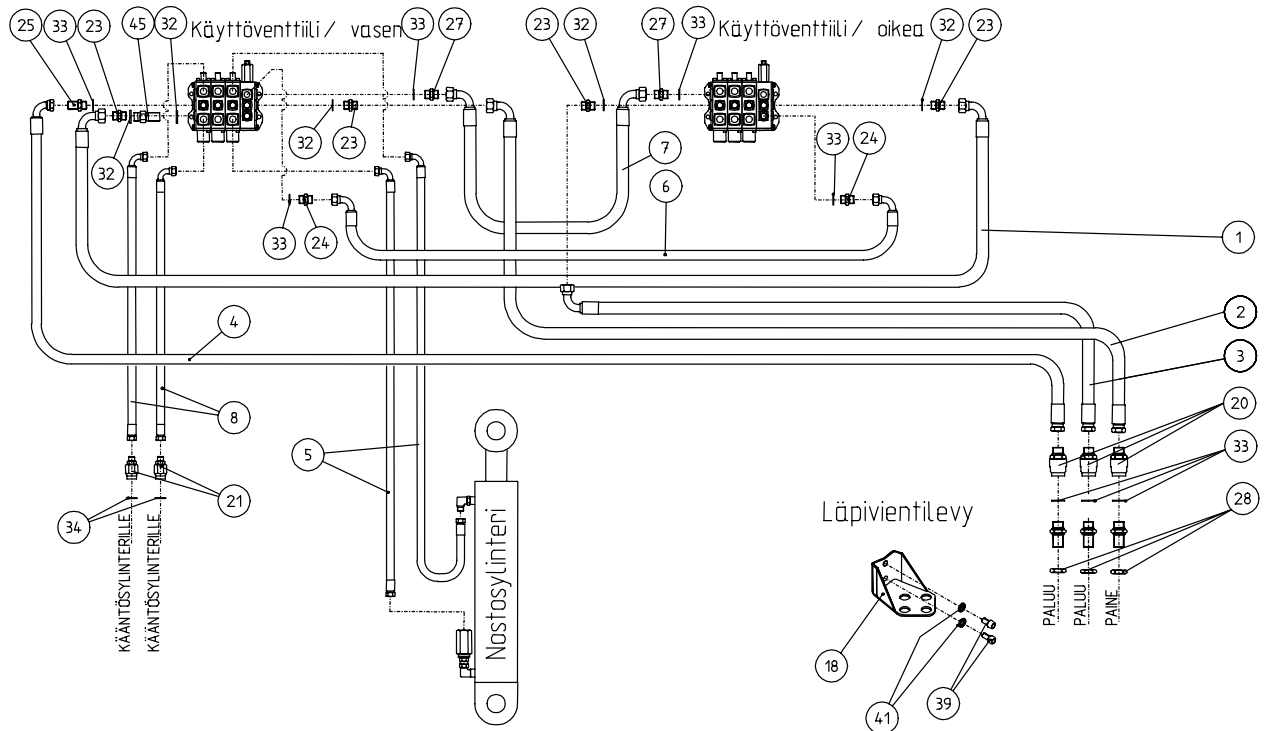 25 33 23 45 32 Käyttöventtiili / vasen 33 27 23 32 27 33 Käyttöventtiili / oikea 32 23
32 32 23 7 33 24
6
33 24 1
4 2
3
8 20
5
33
34 21 28
Läpivientilevy
KÄÄNTÖSYLINTERILLE
KÄÄNTÖSYLINTERILLE
Nostosylinteri
PALUU
PALUU
PAINE
18
41 39